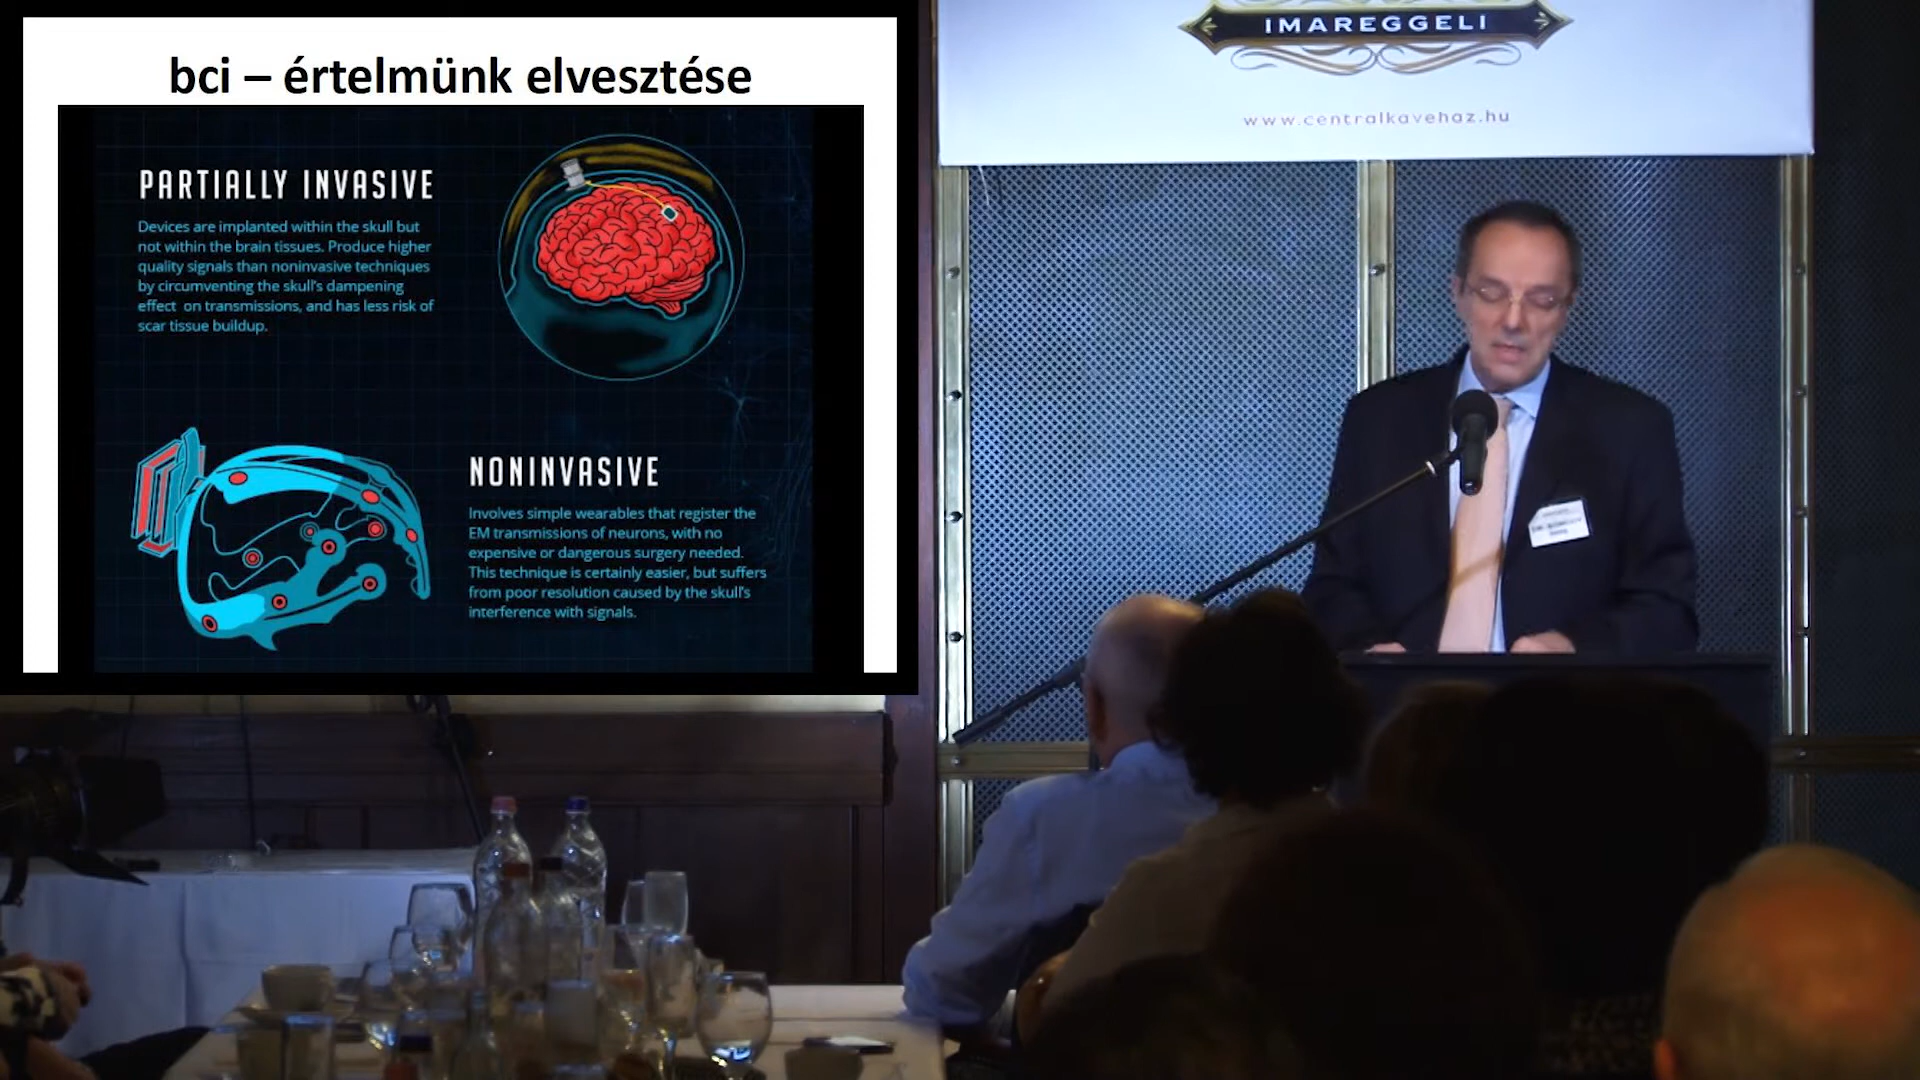 bci – értelmünk elvesztése
PARTIALLY INVASIVE
Devices are implanted within the skull but
not within the brain tissues. Produce higher
quality signals than noninvasive techniques
by circumventing the skull's dampening
effect on transmissions, and has less risk of
scar tissue buildup.
NONINVASIVE
Involves simple wearables that register the
EM transmissions of neurons, with no
expensive or dangerous surgery needed.
This technique is certainly easier, but suffers
from poor resolution caused by the skull's
interference with signals.
IMAREGGELI
www.centralkavehaz.hu